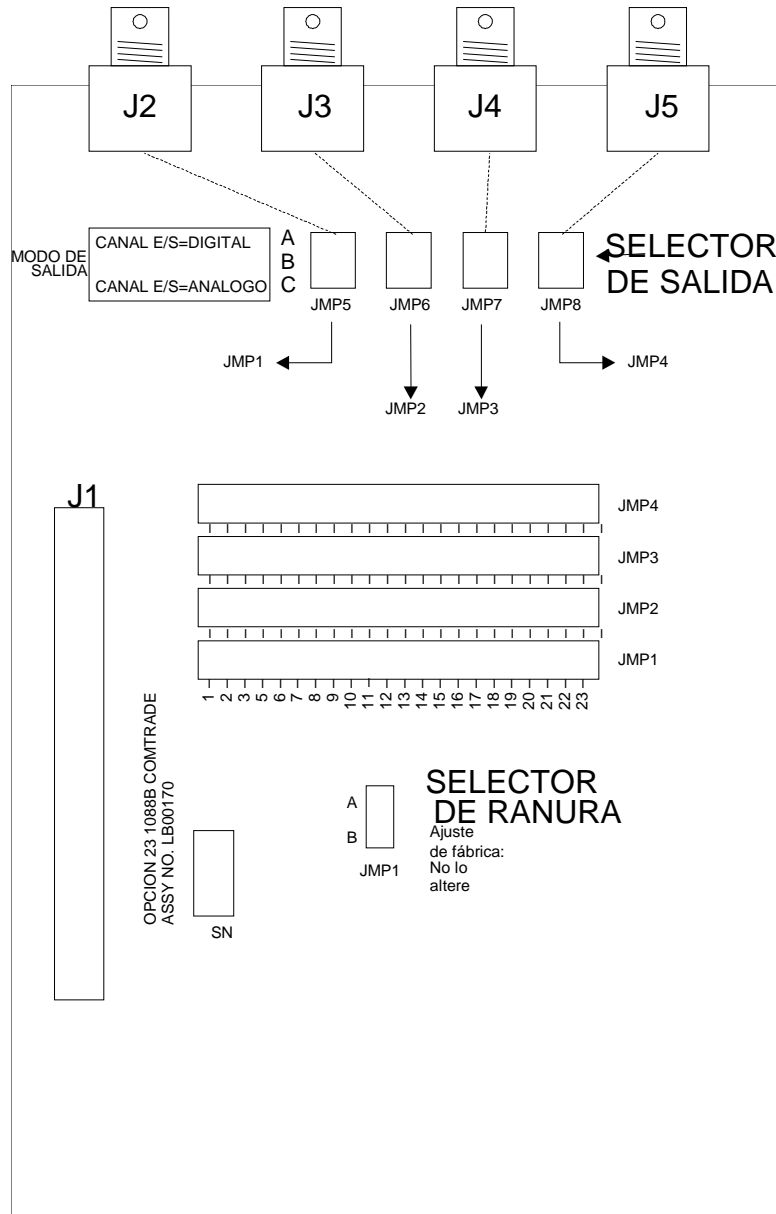 J2
J3
J4
J5
MODO DE
SALIDA
CANAL E/S=DIGITAL
CANAL E/S=ANALOGO
A
B
C
SELECTOR
DE SALIDA
JMP5
JMP6
JMP7
JMP8
JMP1
JMP4
JMP2
JMP3
J1
JMP4
JMP3
JMP2
JMP1
1 2 3 5 6 7 8 9 10 11 12 13 14 15 16 17 18 19 20 21 22 23
OPCION 23 1088B COMTRADE
ASSY NO. LB00170
SN
A
B
JMP1
SELECTOR
DE RANURA
Ajuste
de fábrica:
No lo
altere